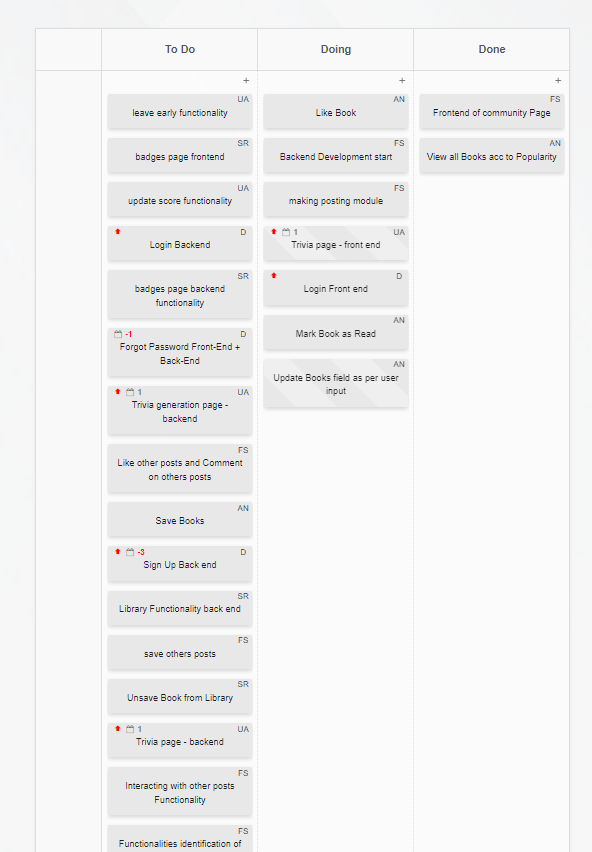 To Do
Doing
Done
+
+
+
UA
leave early functionality
SR
badges page frontend
UA
update score functionality
D
Login Backend
SR
badges page backend
functionality
-1
D
Forgot Password Front-End +
Back-End
1
UA
Trivia generation page -
backend
FS
Like other posts and Comment
on others posts
AN
Save Books
-3
D
Sign Up Back end
SR
Library Functionality back end
FS
save others posts
SR
Unsave Book from Library
1
UA
Trivia page - backend
FS
Interacting with other posts
Functionality
FS
Functionalities identification of
AN
Like Book
FS
Backend Development start
FS
making posting module
1
UA
Trivia page - front end
D
Login Front end
AN
Mark Book as Read
AN
Update Books field as per user
input
FS
Frontend of community Page
AN
View all Books acc to Popularity